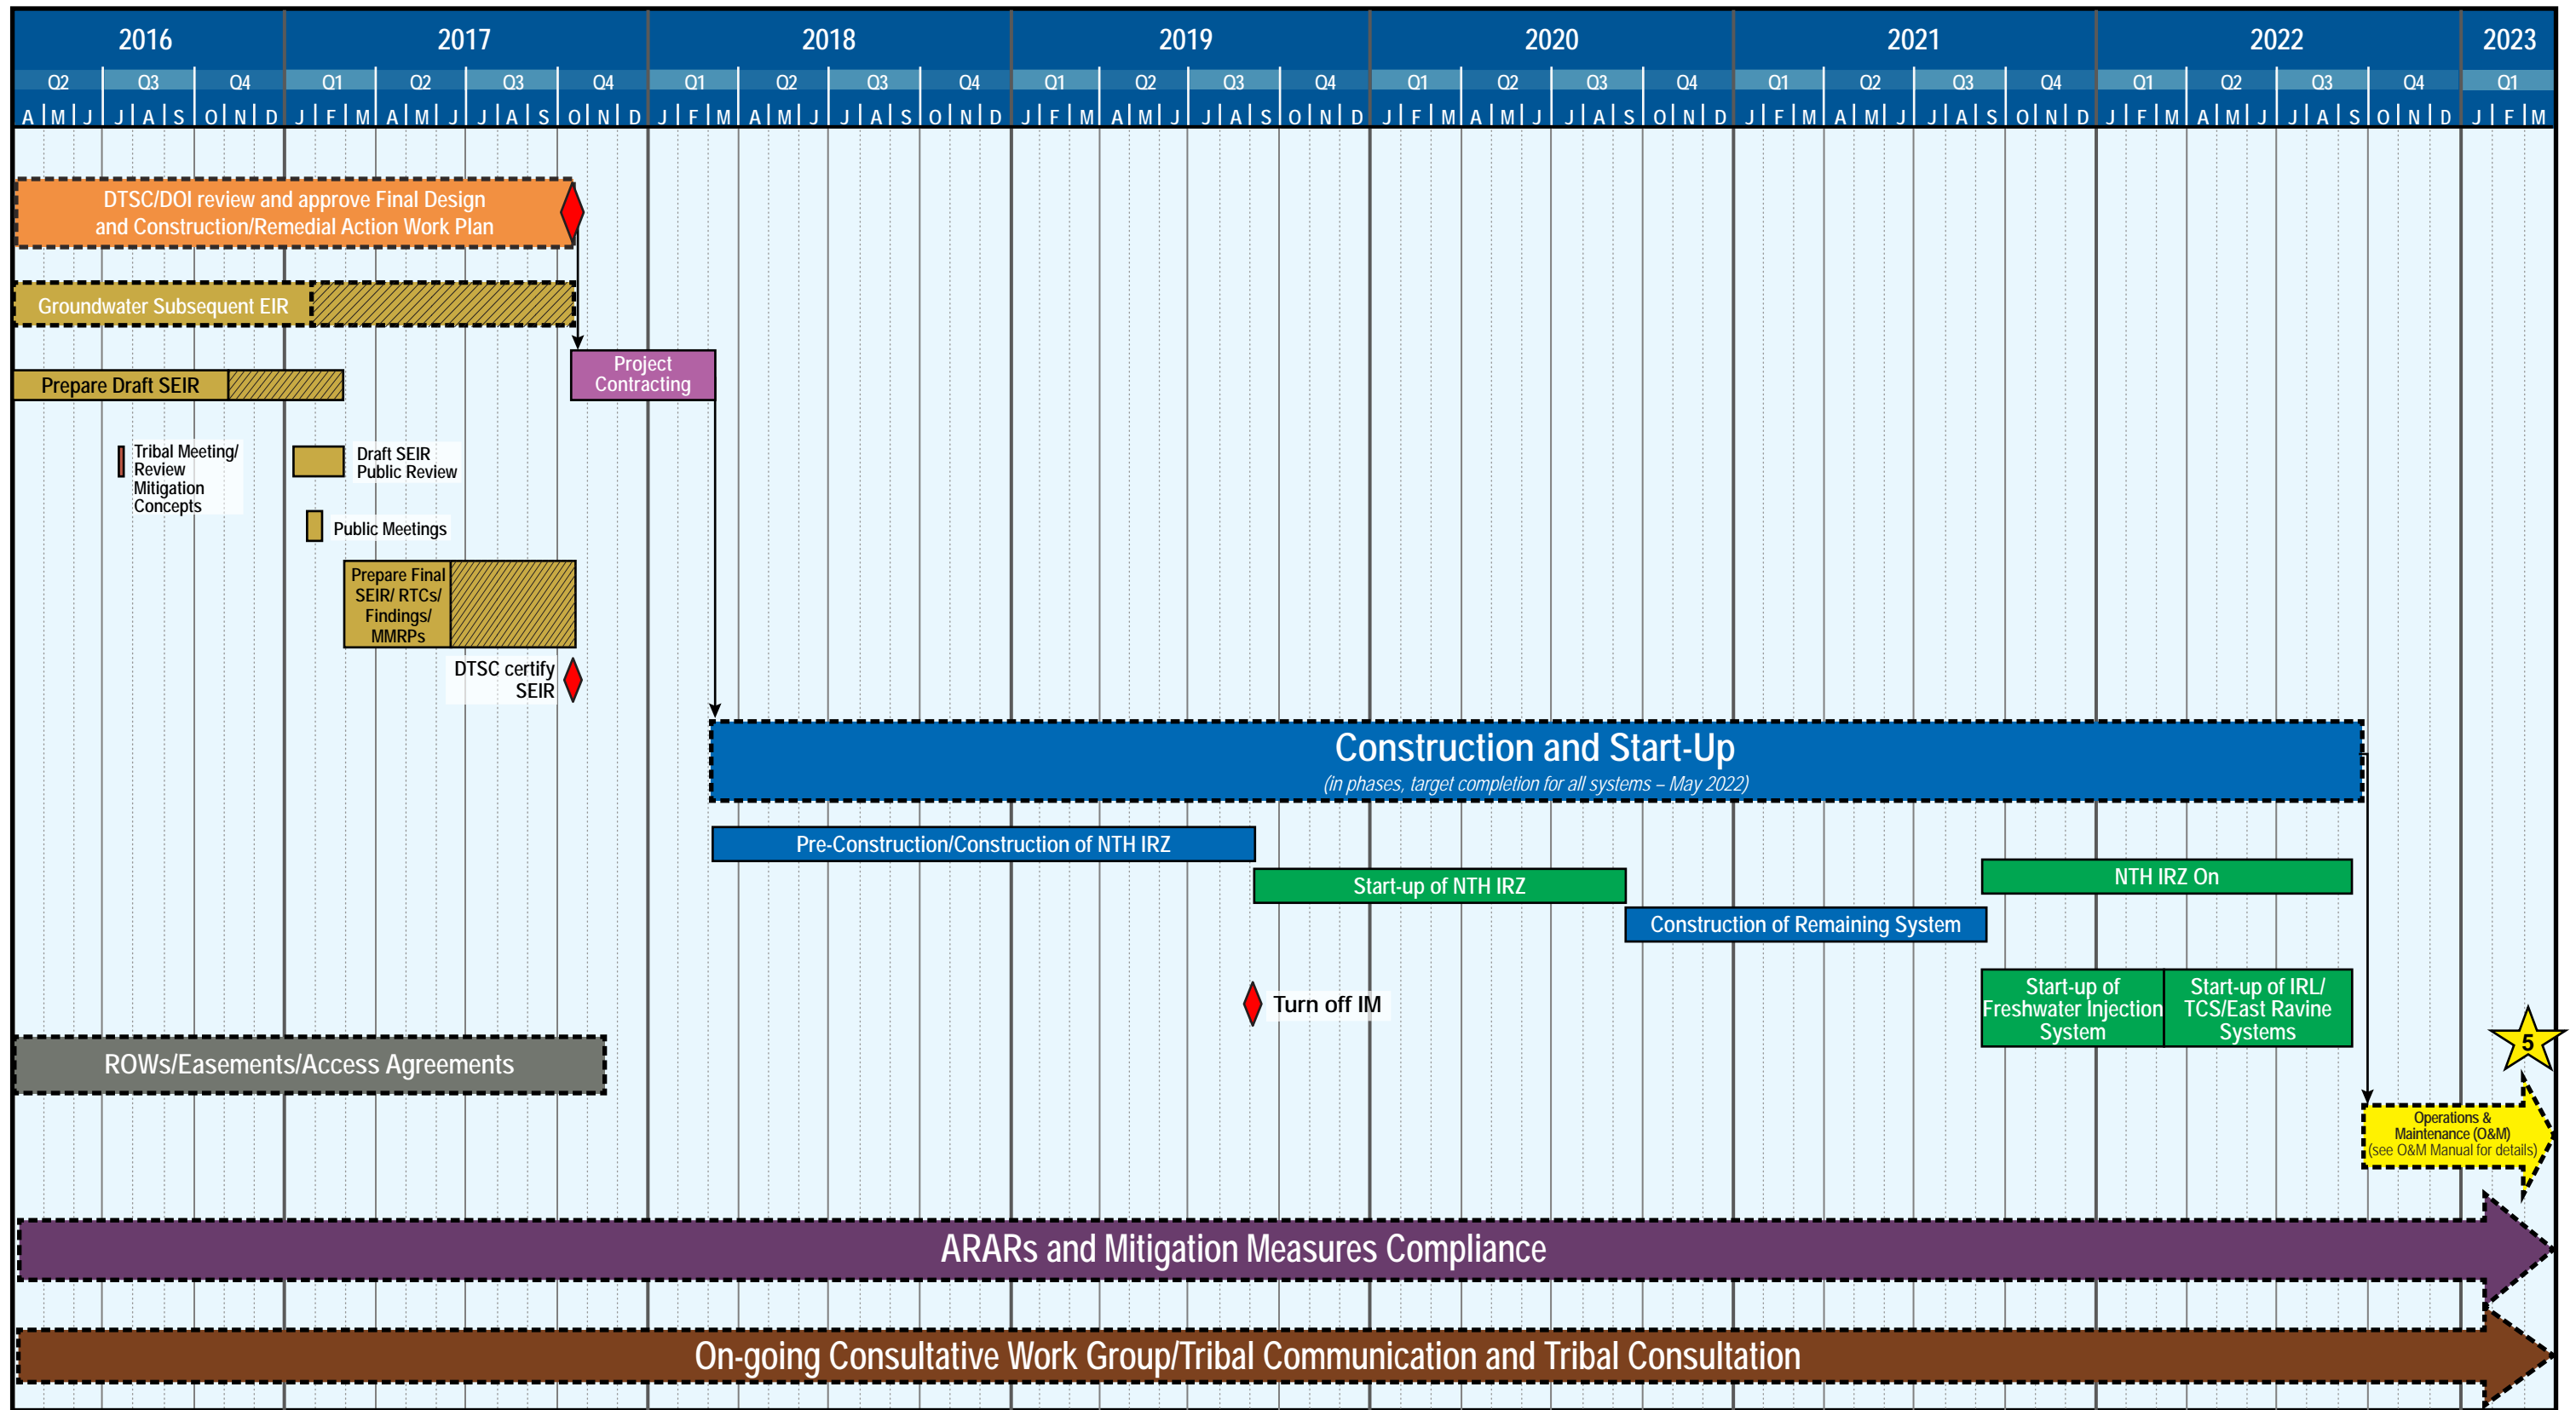 2016 2017 2018 2019 2020 2021 2022 2023
Q2 Q3 Q4 Q1 Q2 Q3 Q4 Q1 Q2 Q3 Q4 Q1 Q2 Q3 Q4 Q1 Q2 Q3 Q4 Q1 Q2 Q3 Q4 Q1 Q2 Q3 Q4 Q1
A M J J A S O N D J F M A M J J A S O N D J F M A M J J A S O N D J F M A M J J A S O N D J F M A M J J A S O N D J F M A M J J A S O N D J F M A M J J A S O N D J F M
DTSC/DOI review and approve Final Design
and Construction/Remedial Action Work Plan
Groundwater Subsequent EIR
Project
Contracting
Prepare Draft SEIR
Tribal Meeting/
Review
Mitigation
Concepts
Draft SEIR
Public Review
Public Meetings
Prepare Final
SEIR/ RTCs/
Findings/
MMRPs
DTSC certify
SEIR
Construction and Start-Up
(in phases, target completion for all systems – May 2022)
Pre-Construction/Construction of NTH IRZ
Start-up of NTH IRZ
NTH IRZ On
Construction of Remaining System
Turn off IM
Start-up of
Freshwater Injection
System
Start-up of IRL/
TCS/East Ravine
Systems
5
ROWs/Easements/Access Agreements
Operations &
Maintenance (O&M)
(see O&M Manual for details)
ARARs and Mitigation Measures Compliance
On-going Consultative Work Group/Tribal Communication and Tribal Consultation